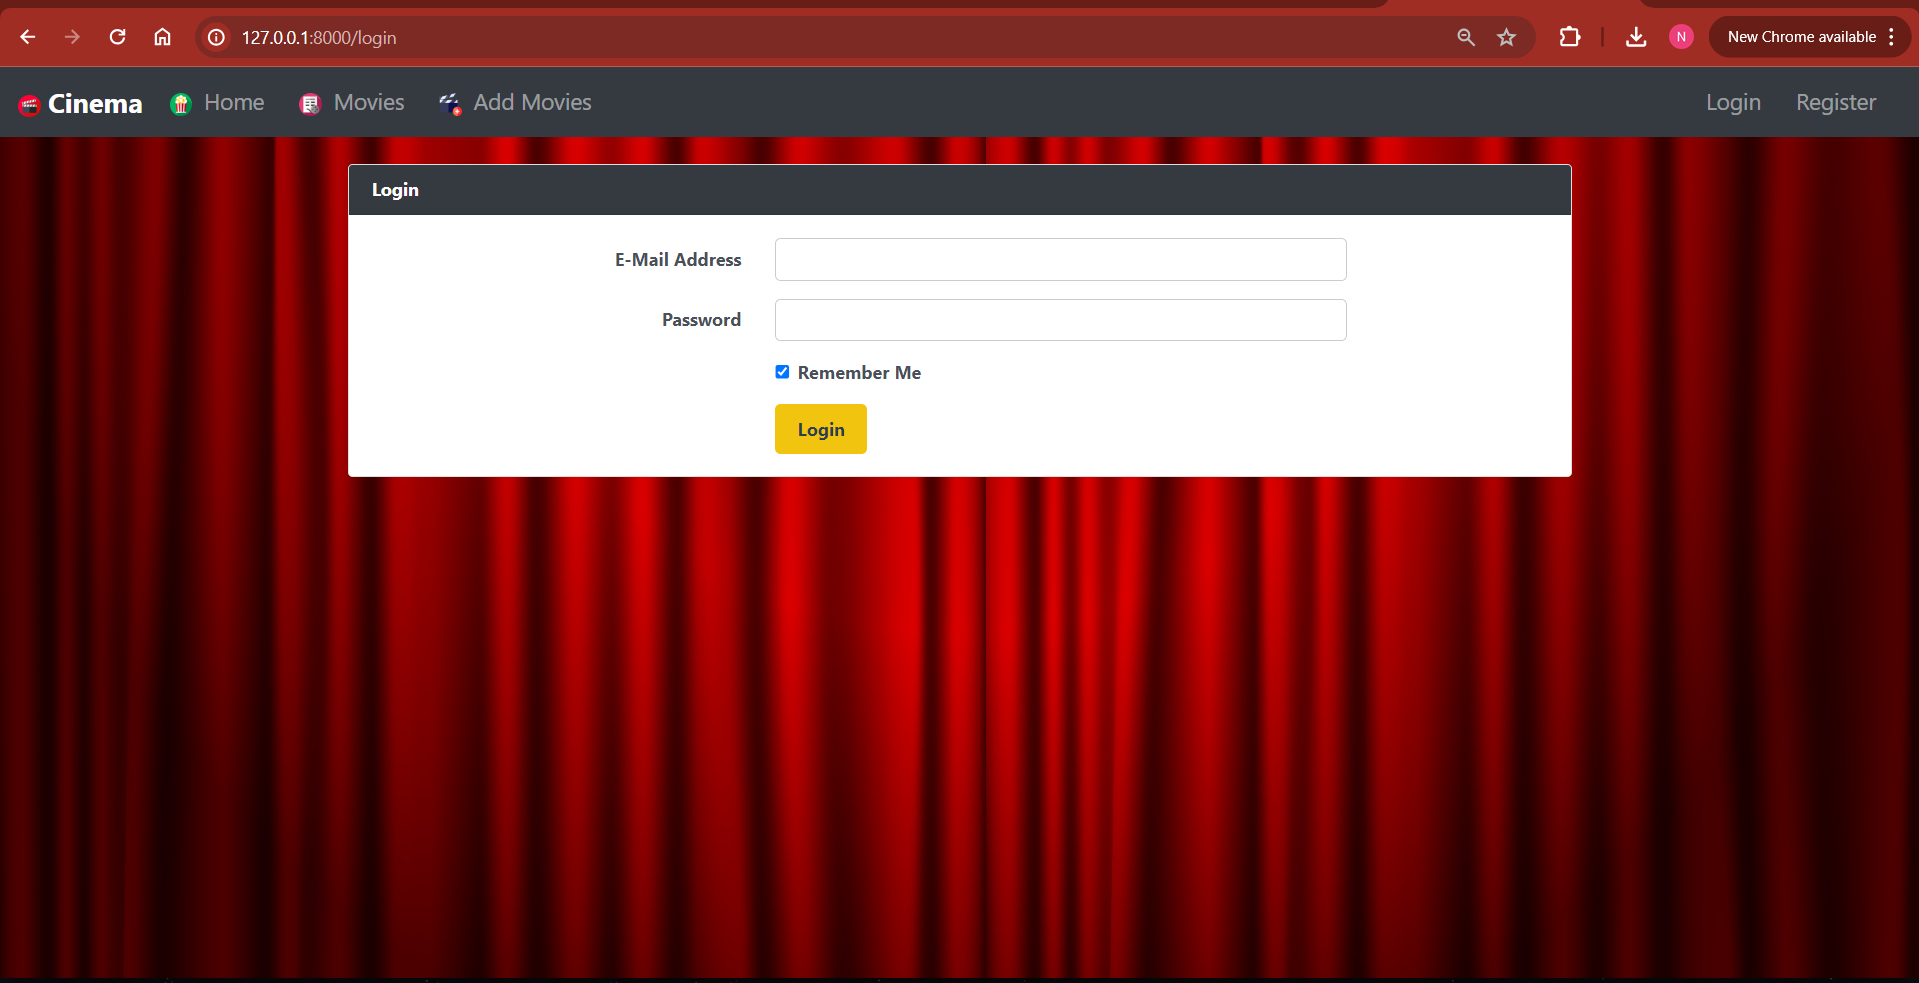 127.0.0.1:8000/login
N
New Chrome available
Cinema
Home
Movies
Add Movies
Login
Register
Login
E-Mail Address
Password
Remember Me
Login